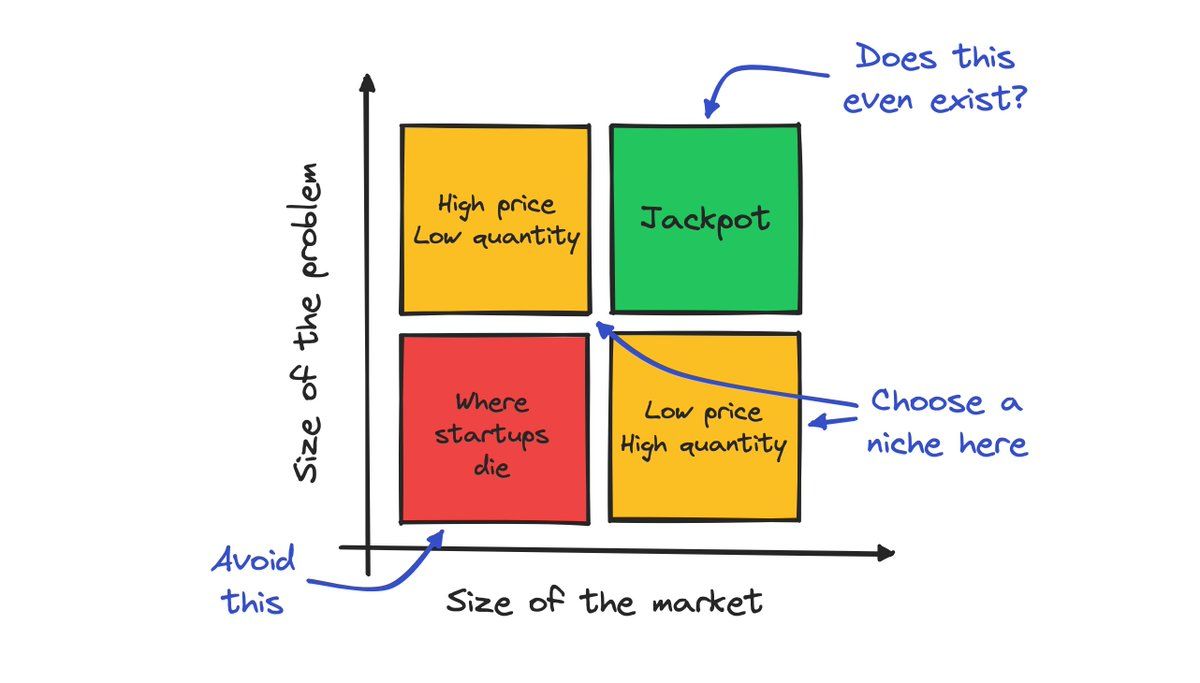 Does this
even exist?
High price
Low quantity
Jackpot
Size of the problem
Where
startups
die
Low price
High quantity
Choose a
niche here
Avoid
this
Size of the market